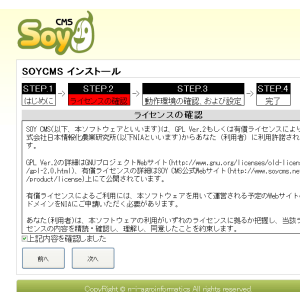 Soy CMS
SOYCMS インストール
STEP.1
STEP.2
STEP.3
STEP.4
はじめに
ライセンスの確認
動作環境の確認、および設定
完了
ライセンスの確認
SOY CMS(以下、本ソフトウェアといいます)は、GPL Ver.2もしくは有償ライセンスにより
式会社日本情報化農業研究所(以下NIAといいます)からあなた（利用者）に利用許諾され
す。
GPL Ver.2の詳細はGNUプロジェクトWebサイト(http://www.gnu.org/licenses/old-licen
/gpl-2.0.html)、有償ライセンスの詳細はSOY CMS公式Webサイト(http://www.soycms.ne
/product/license)上にて公開されています。
有償ライセンスによるご利用には、本ソフトウェアを用いて運営される予定のWebサイト
ドメインをNIAにご申請いただく必要があります。
あなた(利用者)は、本ソフトウェアの利用がいずれのライセンスに拠るか把握し、当該ラ
センスの内容を精読・確認し、理解し、同意したことを約束します。
上記内容を確認しました
前へ
次へ
CopyRight ©
All rights reserved